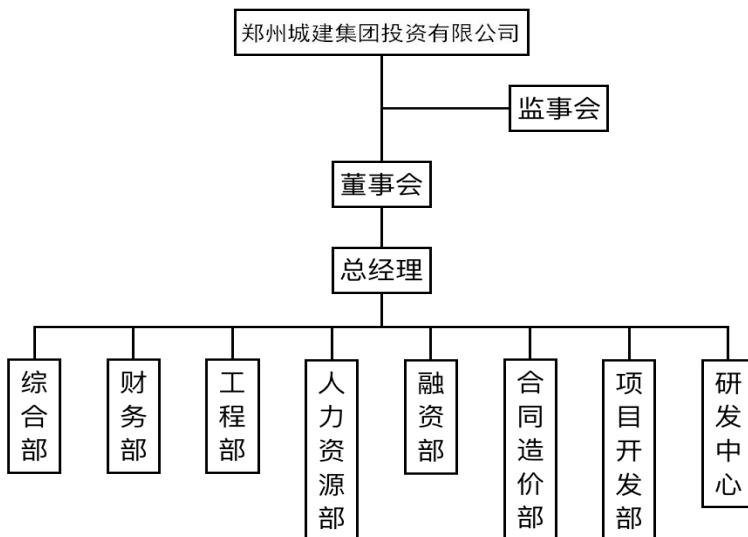 郑州城建集团投资有限公司
监事会
董事会
总经理
综合部
财务部
工程部
人力资源部
融资部
合同造价部
项目开发部
研发中心